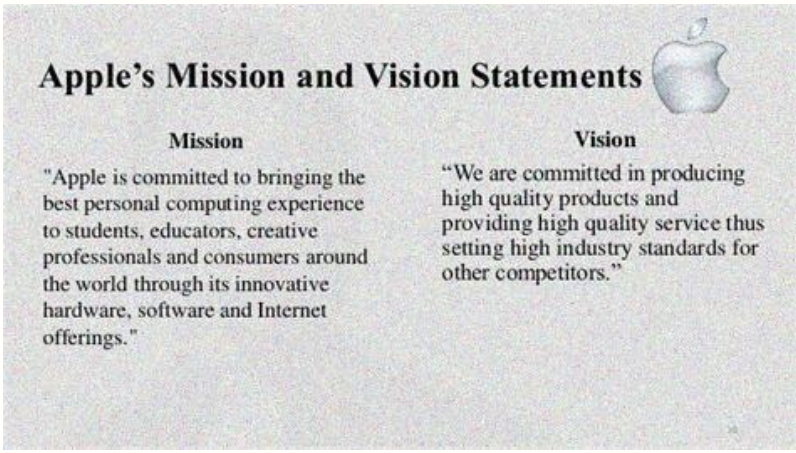 Apple’s Mission and Vision Statements
Mission
"Apple is committed to bringing the
best personal computing experience
to students, educators, creative
professionals and consumers around
the world through its innovative
hardware, software and Internet
offerings."
Vision
“We are committed in producing
high quality products and
providing high quality service thus
setting high industry standards for
other competitors.”